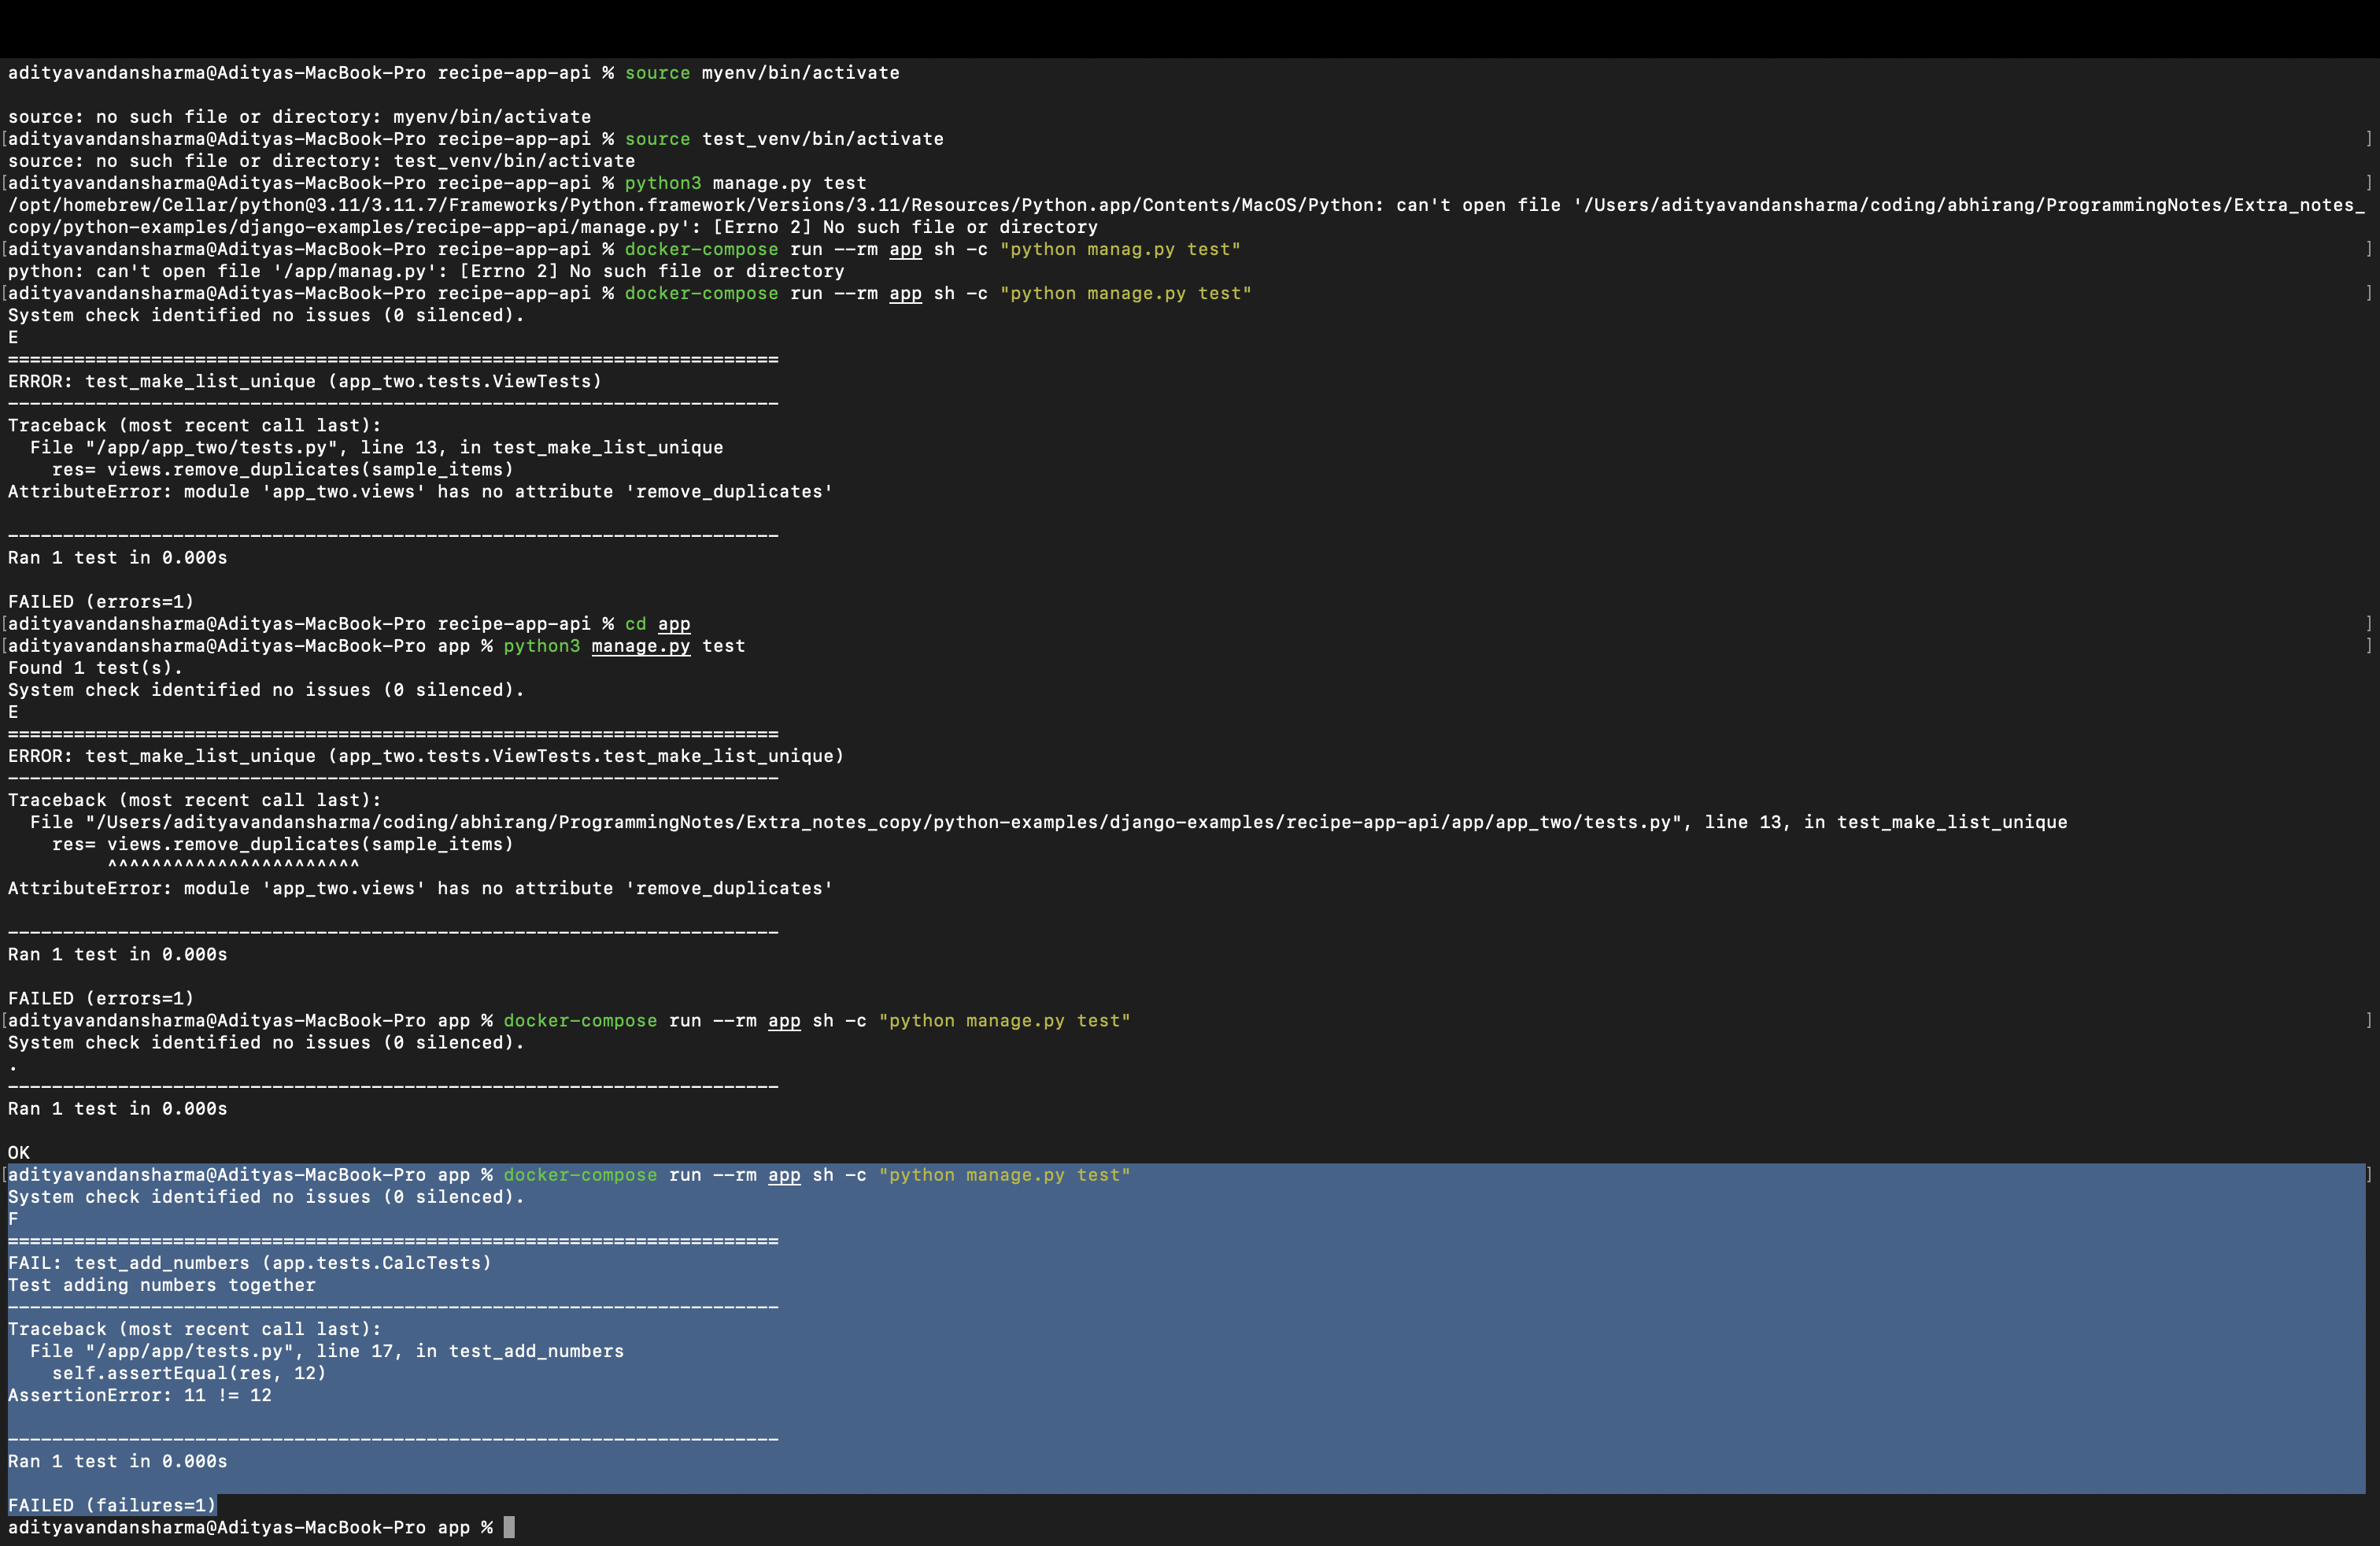 adityavandansharma@Adityas-MacBook-Pro recipe-app-api % source myenv/bin/activate
source: no such file or directory: myenv/bin/activate
[adityavandansharma@Adityas-MacBook-Pro recipe-app-api % source test_venv/bin/activate ]
source: no such file or directory: test_venv/bin/activate
[adityavandansharma@Adityas-MacBook-Pro recipe-app-api % python3 manage.py test ]
/opt/homebrew/Cellar/python@3.11/3.11.7/Frameworks/Python.framework/Versions/3.11/Resources/Python.app/Contents/MacOS/Python: can't open file '/Users/adityavandansharma/coding/abhirang/ProgrammingNotes/Extra_notes_
copy/python-examples/django-examples/recipe-app-api/manage.py': [Errno 2] No such file or directory
[adityavandansharma@Adityas-MacBook-Pro recipe-app-api % docker-compose run --rm app sh -c "python manag.py test" ]
python: can't open file '/app/manag.py': [Errno 2] No such file or directory
[adityavandansharma@Adityas-MacBook-Pro recipe-app-api % docker-compose run --rm app sh -c "python manage.py test" ]
System check identified no issues (0 silenced).
E
======================================================================
ERROR: test_make_list_unique (app_two.tests.ViewTests)
----------------------------------------------------------------------
Traceback (most recent call last):
  File "/app/app_two/tests.py", line 13, in test_make_list_unique
    res= views.remove_duplicates(sample_items)
AttributeError: module 'app_two.views' has no attribute 'remove_duplicates'
----------------------------------------------------------------------
Ran 1 test in 0.000s
FAILED (errors=1)
[adityavandansharma@Adityas-MacBook-Pro recipe-app-api % cd app ]
[adityavandansharma@Adityas-MacBook-Pro app % python3 manage.py test ]
Found 1 test(s).
System check identified no issues (0 silenced).
E
======================================================================
ERROR: test_make_list_unique (app_two.tests.ViewTests.test_make_list_unique)
----------------------------------------------------------------------
Traceback (most recent call last):
  File "/Users/adityavandansharma/coding/abhirang/ProgrammingNotes/Extra_notes_copy/python-examples/django-examples/recipe-app-api/app/app_two/tests.py", line 13, in test_make_list_unique
    res= views.remove_duplicates(sample_items)
         ^^^^^^^^^^^^^^^^^^^^^^^
AttributeError: module 'app_two.views' has no attribute 'remove_duplicates'
----------------------------------------------------------------------
Ran 1 test in 0.000s
FAILED (errors=1)
[adityavandansharma@Adityas-MacBook-Pro app % docker-compose run --rm app sh -c "python manage.py test" ]
System check identified no issues (0 silenced).
.
----------------------------------------------------------------------
Ran 1 test in 0.000s
OK
[adityavandansharma@Adityas-MacBook-Pro app % docker-compose run --rm app sh -c "python manage.py test" ]
System check identified no issues (0 silenced).
F
======================================================================
FAIL: test_add_numbers (app.tests.CalcTests)
Test adding numbers together
----------------------------------------------------------------------
Traceback (most recent call last):
  File "/app/app/tests.py", line 17, in test_add_numbers
    self.assertEqual(res, 12)
AssertionError: 11 != 12
----------------------------------------------------------------------
Ran 1 test in 0.000s
FAILED (failures=1)
adityavandansharma@Adityas-MacBook-Pro app %